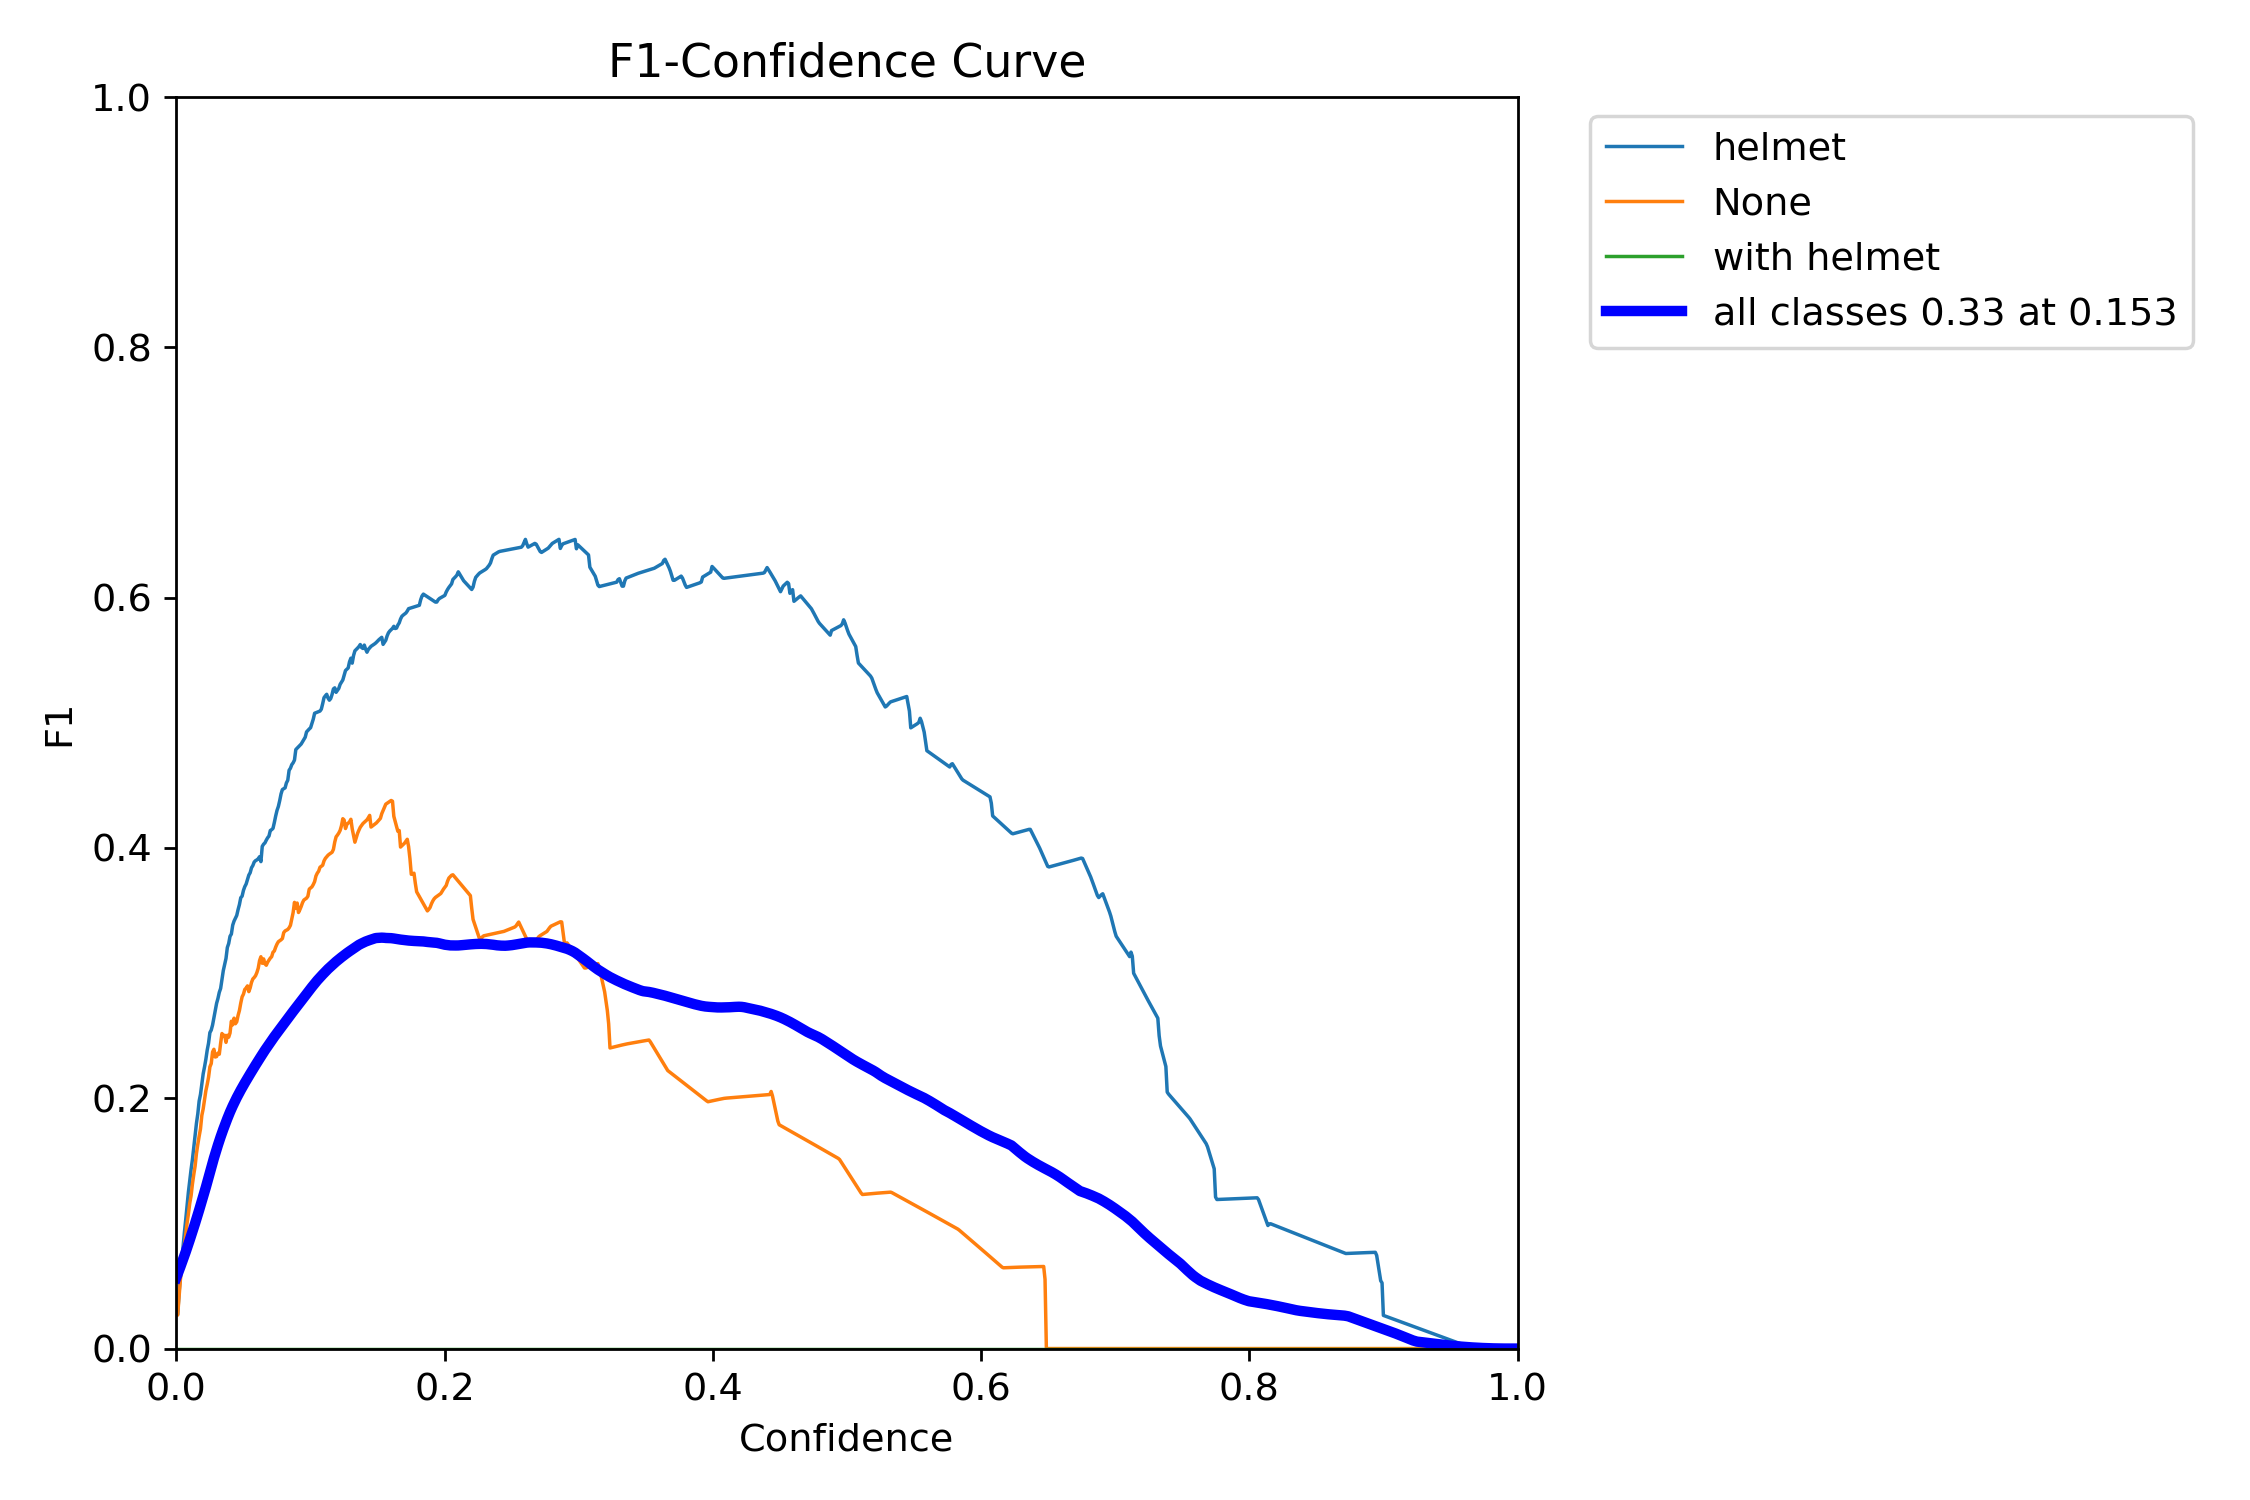 F1-Confidence Curve
1.0
0.8
0.6
0.4
0.2
0.0
F1
0.0 0.2 0.4 0.6 0.8 1.0
Confidence
helmet
None
with helmet
all classes 0.33 at 0.153